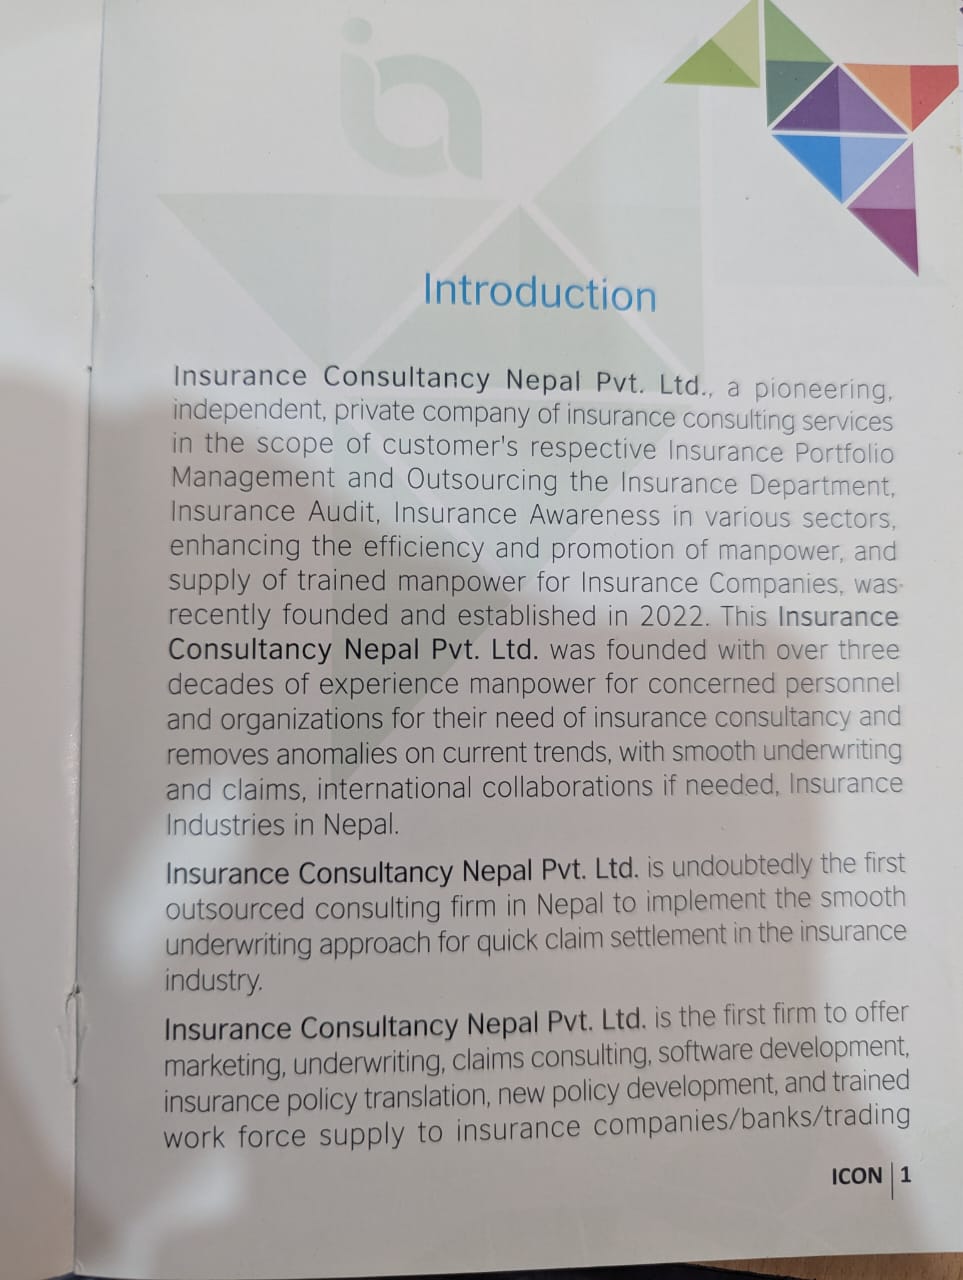 ia
Introduction
Insurance Consultancy Nepal Pvt. Ltd., a pioneering,
independent, private company of insurance consulting services
in the scope of customer's respective Insurance Portfolio
Management and Outsourcing the Insurance Department,
Insurance Audit, Insurance Awareness in various sectors,
enhancing the efficiency and promotion of manpower, and
supply of trained manpower for Insurance Companies, was
recently founded and established in 2022. This Insurance
Consultancy Nepal Pvt. Ltd. was founded with over three
decades of experience manpower for concerned personnel
and organizations for their need of insurance consultancy and
removes anomalies on current trends, with smooth underwriting
and claims, international collaborations if needed, Insurance
Industries in Nepal.
Insurance Consultancy Nepal Pvt. Ltd. is undoubtedly the first
outsourced consulting firm in Nepal to implement the smooth
underwriting approach for quick claim settlement in the insurance
industry.
Insurance Consultancy Nepal Pvt. Ltd. is the first firm to offer
marketing, underwriting, claims consulting, software development,
insurance policy translation, new policy development, and trained
work force supply to insurance companies/banks/trading
ICON | 1